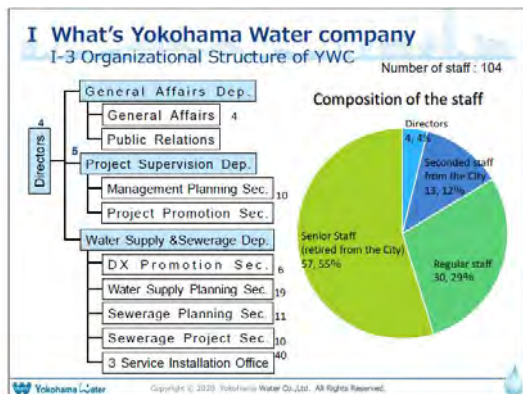 I What's Yokohama Water company
I-3 Organizational Structure of YWC
Number of staff : 104
4
Directors
5
General Affairs Dep.
General Affairs
4
Public Relations
Project Supervision Dep.
Management Planning Sec.
10
Project Promotion Sec.
Water Supply &Sewerage Dep.
DX Promotion Sec.
6
Water Supply Planning Sec.
19
Sewerage Planning Sec.
11
Sewerage Project Sec.
10
3 Service Installation Office
40
Composition of the staff
Directors
4, 4%
Seconded staff
from the City
13, 12%
Regular staff
30, 29%
Senior Staff
(retired from the City)
57, 55%
Yokohama Water
Copyright © 2020 Yokohama Water Co.,Ltd. All Rights Reserved.